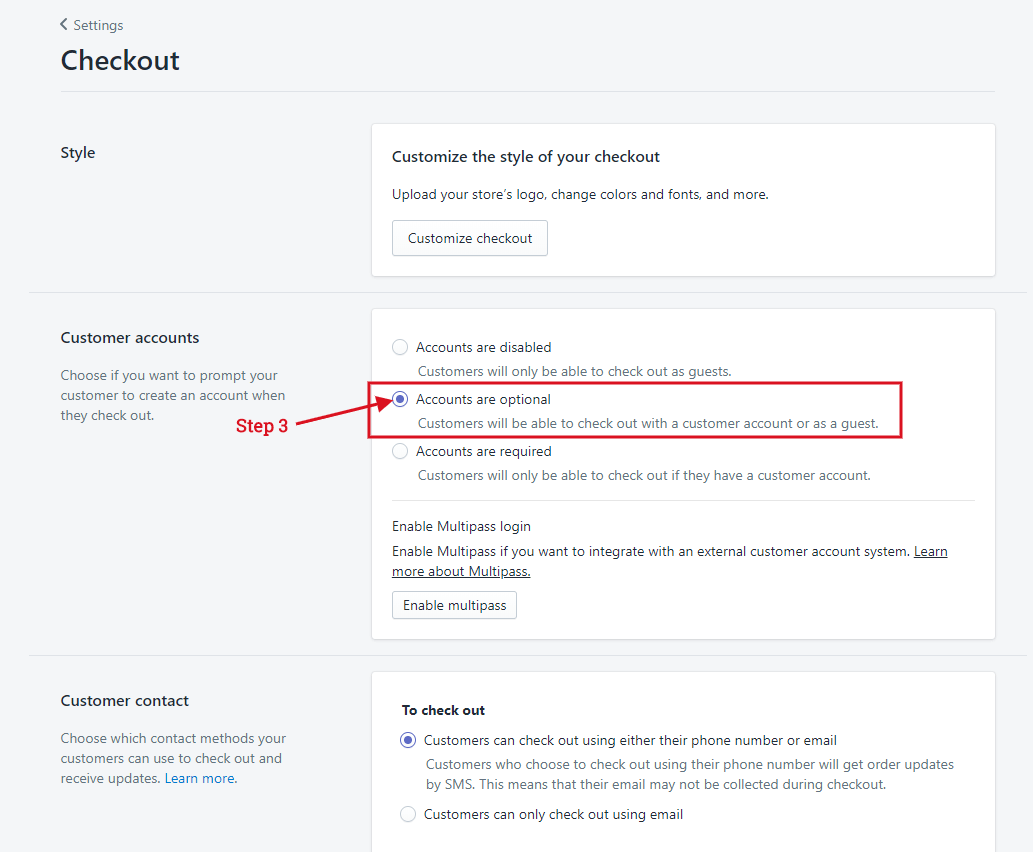 Settings
Checkout
Style
Customize the style of your checkout
Upload your store's logo, change colors and fonts, and more.
Customize checkout
Customer accounts
Choose if you want to prompt your
customer to create an account when
they check out.
Step 3
Accounts are disabled
Customers will only be able to check out as guests.
Accounts are optional
Customers will be able to check out with a customer account or as a guest.
Accounts are required
Customers will only be able to check out if they have a customer account.
Enable Multipass login
Enable Multipass if you want to integrate with an external customer account system. Learn
more about Multipass.
Enable multipass
Customer contact
Choose which contact methods your
customers can use to check out and
receive updates. Learn more.
To check out
Customers can check out using either their phone number or email
Customers who choose to check out using their phone number will get order updates
by SMS. This means that their email may not be collected during checkout.
Customers can only check out using email